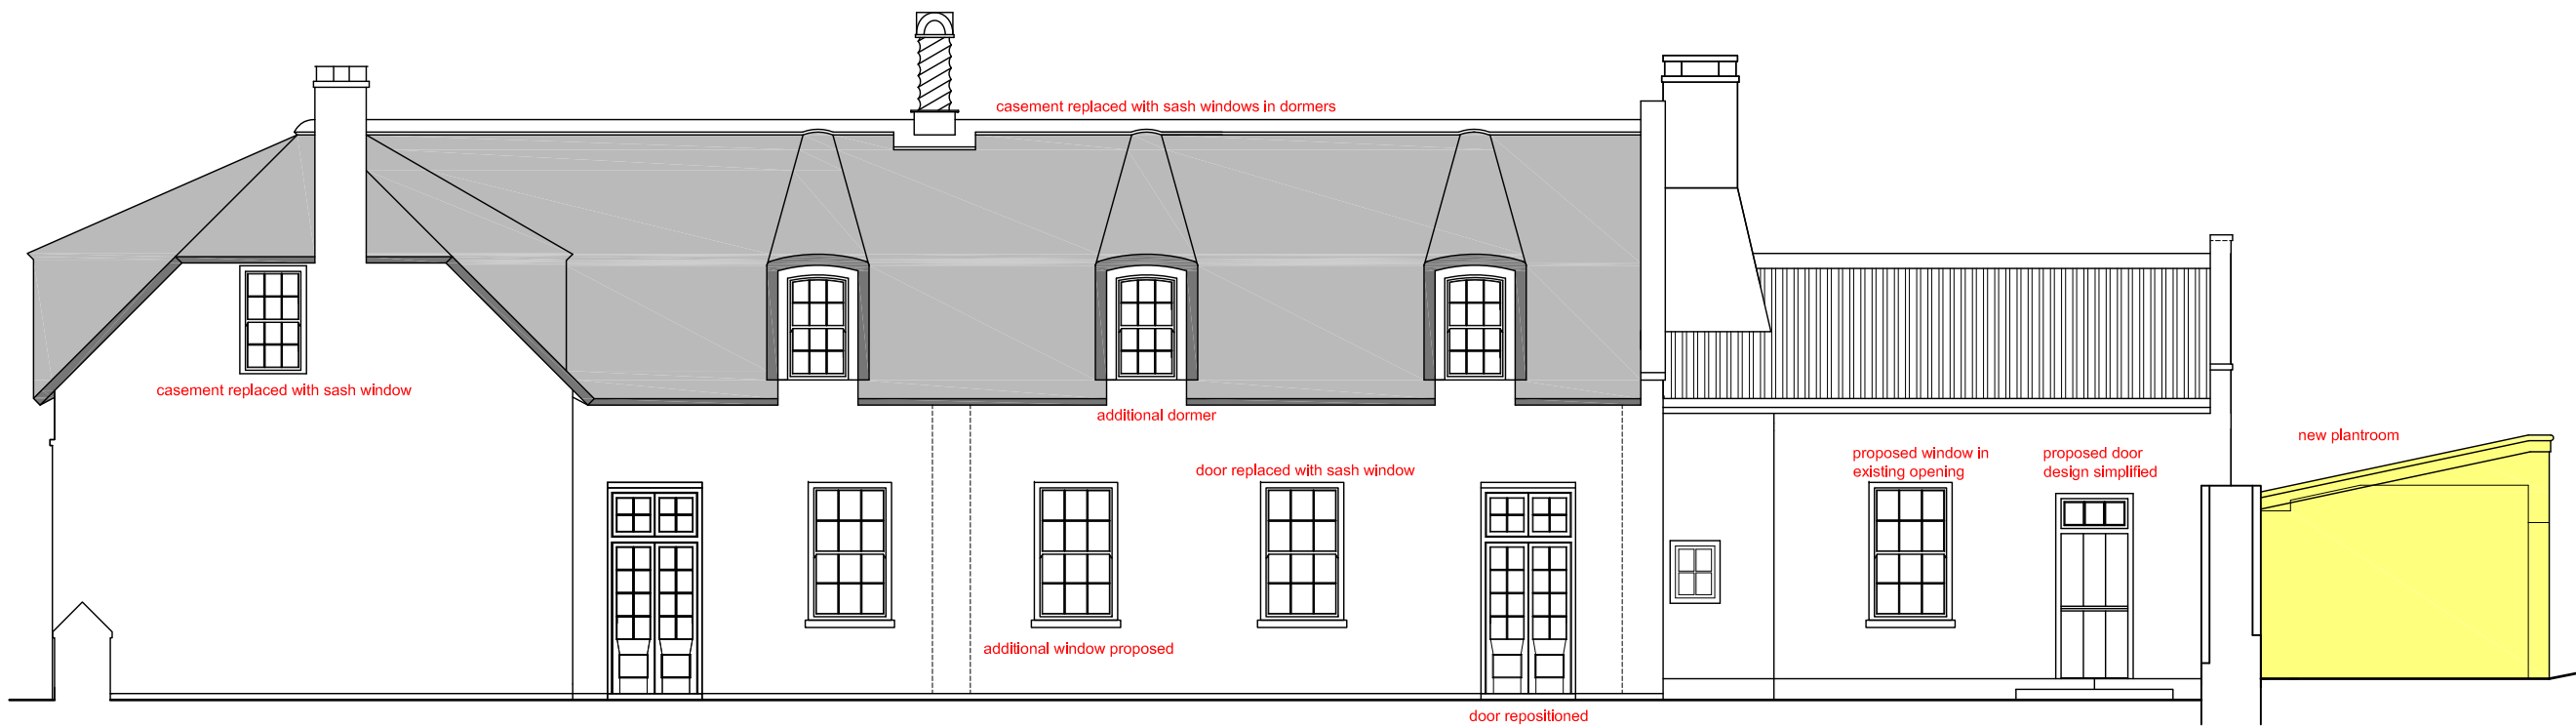 casement replaced with sash windows in dormers
casement replaced with sash window
additional dormer
new plantroom
door replaced with sash window
proposed window in
existing opening
proposed door
design simplified
additional window proposed
door repositioned